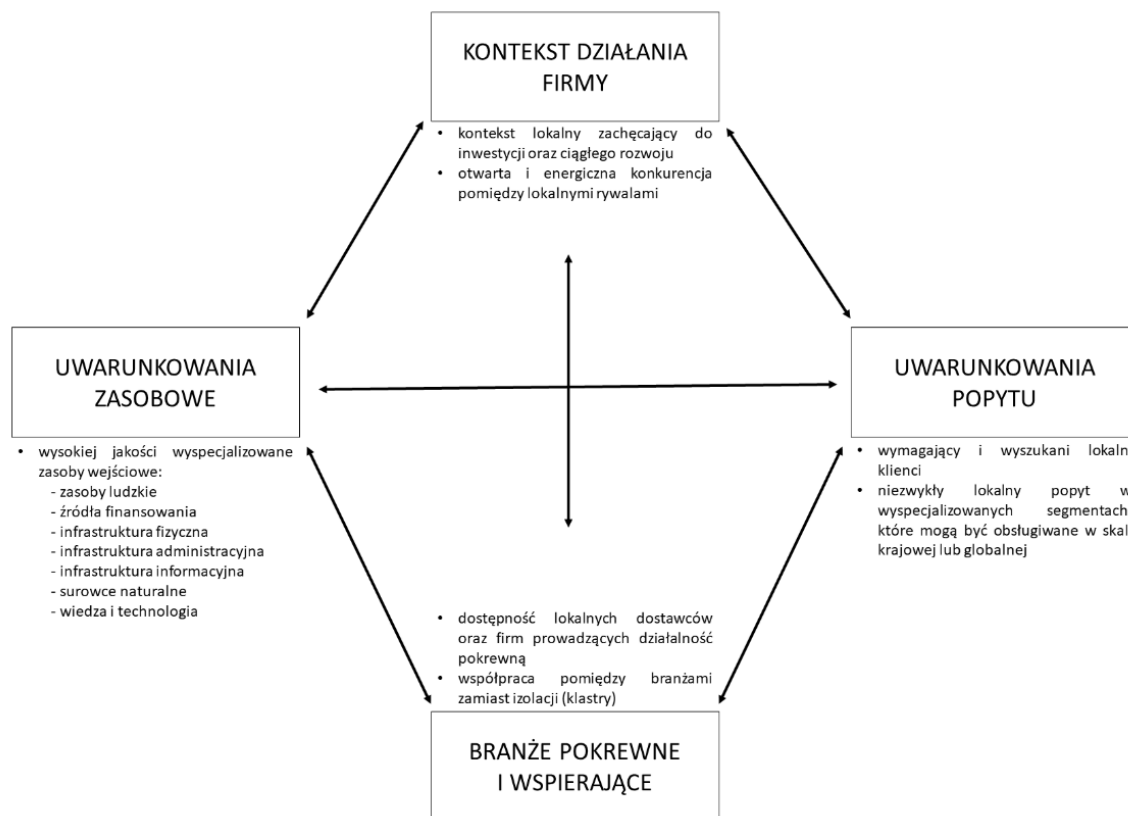 KONTEKST DZIAŁANIA
FIRMY
• kontekst lokalny zachęcający do
inwestycji oraz ciągłego rozwoju
• otwarta i energiczna konkurencja
pomiędzy lokalnymi rywalami
UWARUNKOWANIA
ZASOBOWE
• wysokiej jakości wyspecjalizowane
zasoby wejściowe:
- zasoby ludzkie
- źródła finansowania
- infrastruktura fizyczna
- infrastruktura administracyjna
- infrastruktura informacyjna
- surowce naturalne
- wiedza i technologia
UWARUNKOWANIA
POPYTU
• wymagający i wyszukani lokaln
klienci
• niezwykły lokalny popyt w
wyspecjalizowanych segmentach
które mogą być obsługiwane w skal
krajowej lub globalnej
• dostępność lokalnych dostawców
oraz firm prowadzących działalność
pokrewną
• współpraca pomiędzy branżami
zamiast izolacji (klastry)
BRANŻE POKREWNE
I WSPIERAJĄCE